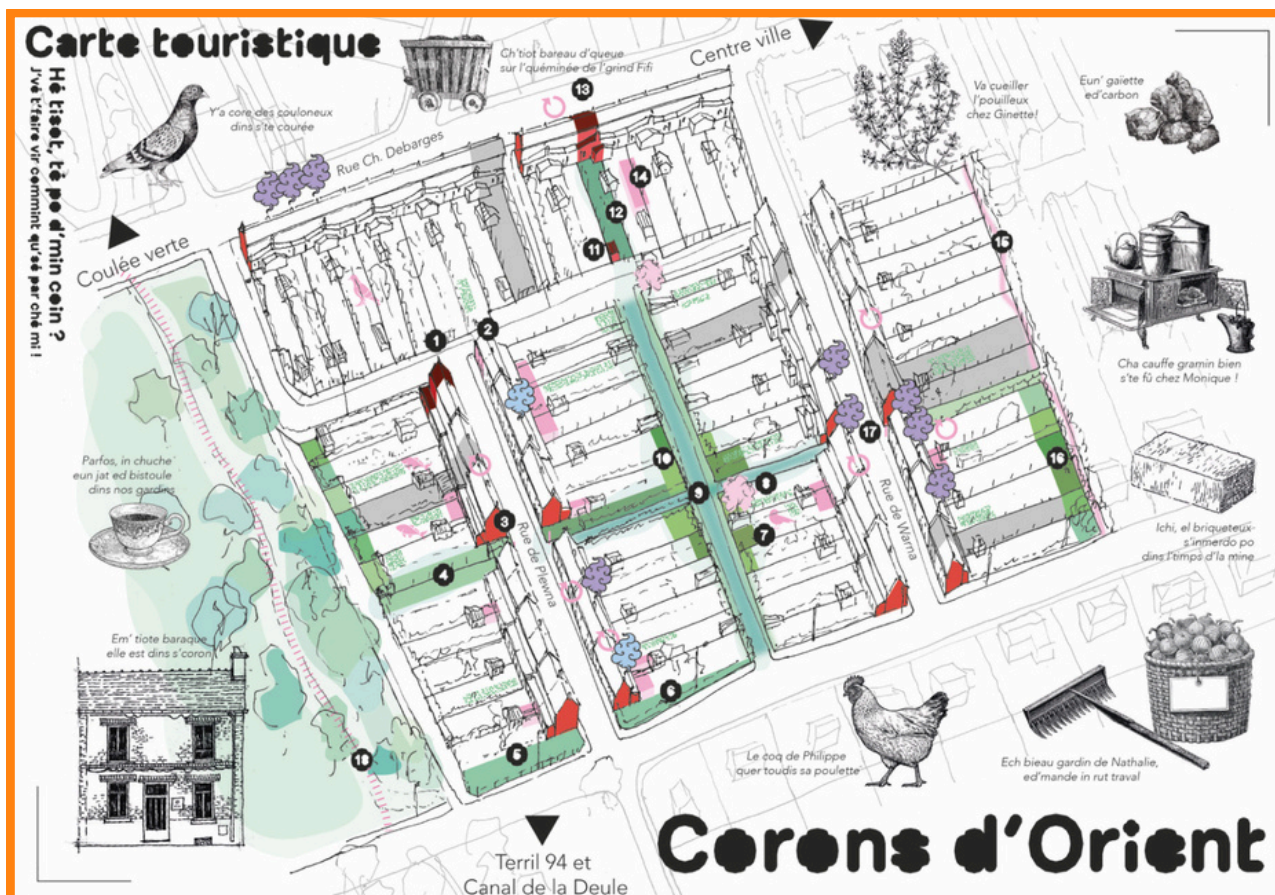 Carte touristique
Hé tisot, tè po d'min coin ?
J'vè t'faire vir commint qu'sé par ché mi !
Y'a core des couloneux
dins s'te courée
Ch'tiot bareau d'queue
sur l'quéminée de l'grind Fifi
Centre ville
Va cueiller
l'pouilleux
chez Ginette!
Eun' gaïette
ed'carbon
Rue Ch. Debarges
Coulée verte
13
14
12
11
15
1
2
Cha cauffe gramin bien
s'te fû chez Monique !
17
10
16
Parfos, in chuche
eun jat ed bistoule
dins nos gardins
3
9
8
7
4
Rue de Prewna
Rue de Warna
Ichi, el briqueteux
s'inmerdo po
dins l'timps d'la mine
Em' tiote baraque
elle est dins s'coron
6
5
18
Le coq de Philippe
quer toudis sa poulette
Ech bieau gardin de Nathalie,
ed'mande in rut traval
Terril 94 et
Canal de la Deule
Corons d'Orient